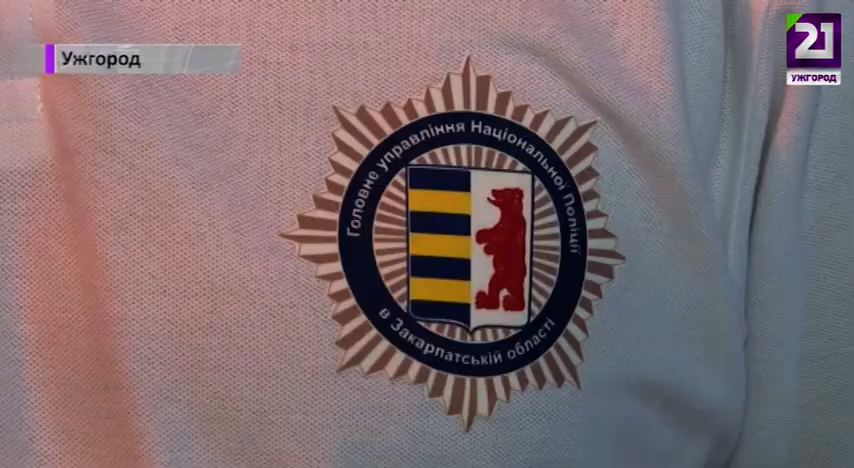 Ужгород
21
УЖГОРОД
Головне управління Національної Поліції
в Закарпатській області